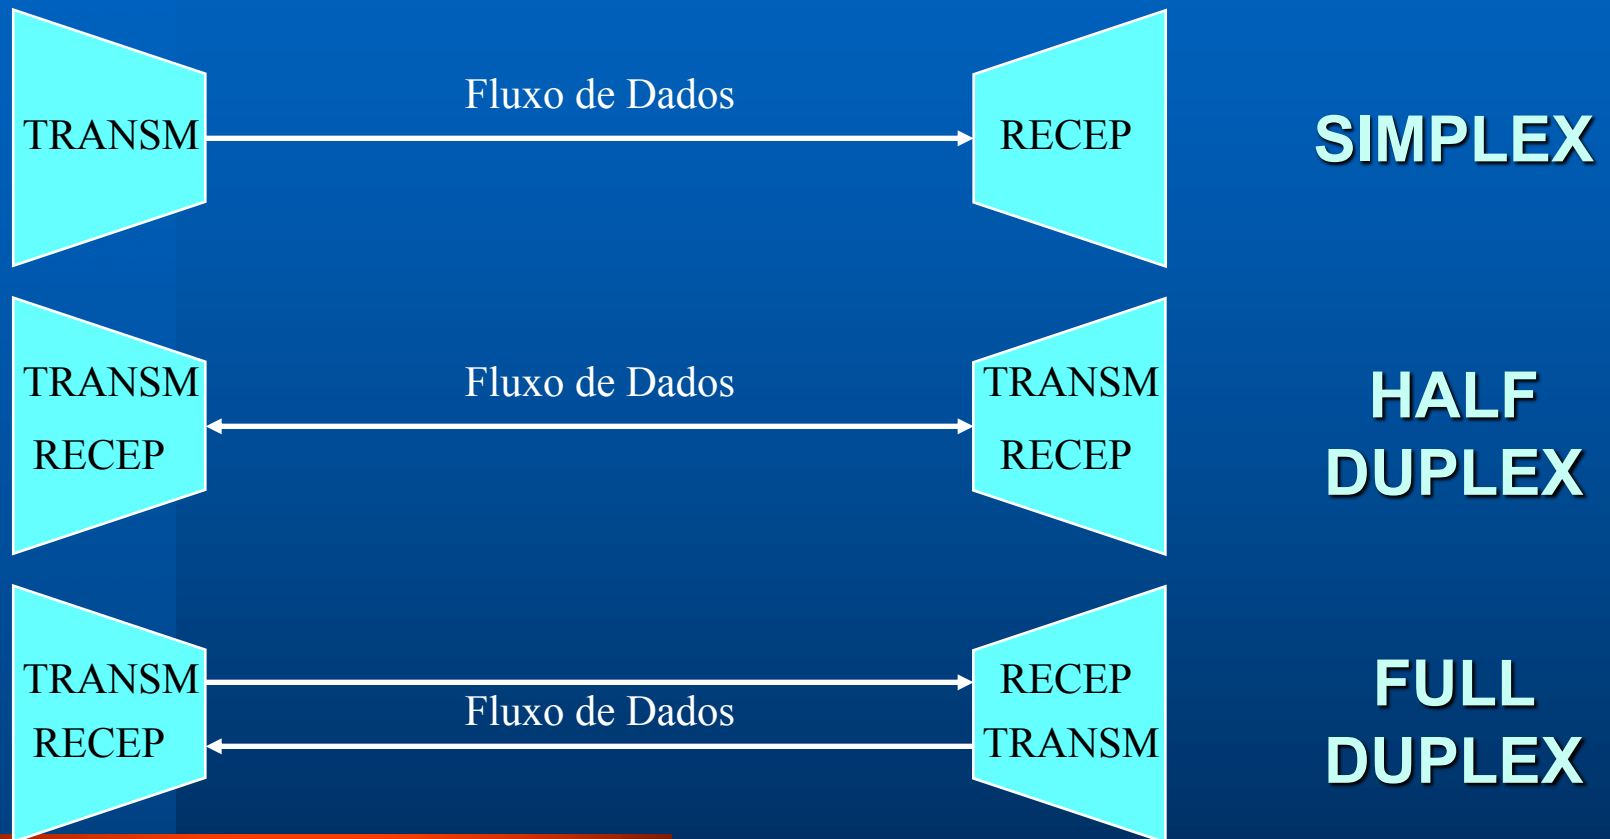 Fluxo de Dados
TRANSM
RECEP
SIMPLEX
TRANSM
RECEP
Fluxo de Dados
TRANSM
RECEP
HALF
DUPLEX
TRANSM
RECEP
Fluxo de Dados
RECEP
TRANSM
FULL
DUPLEX